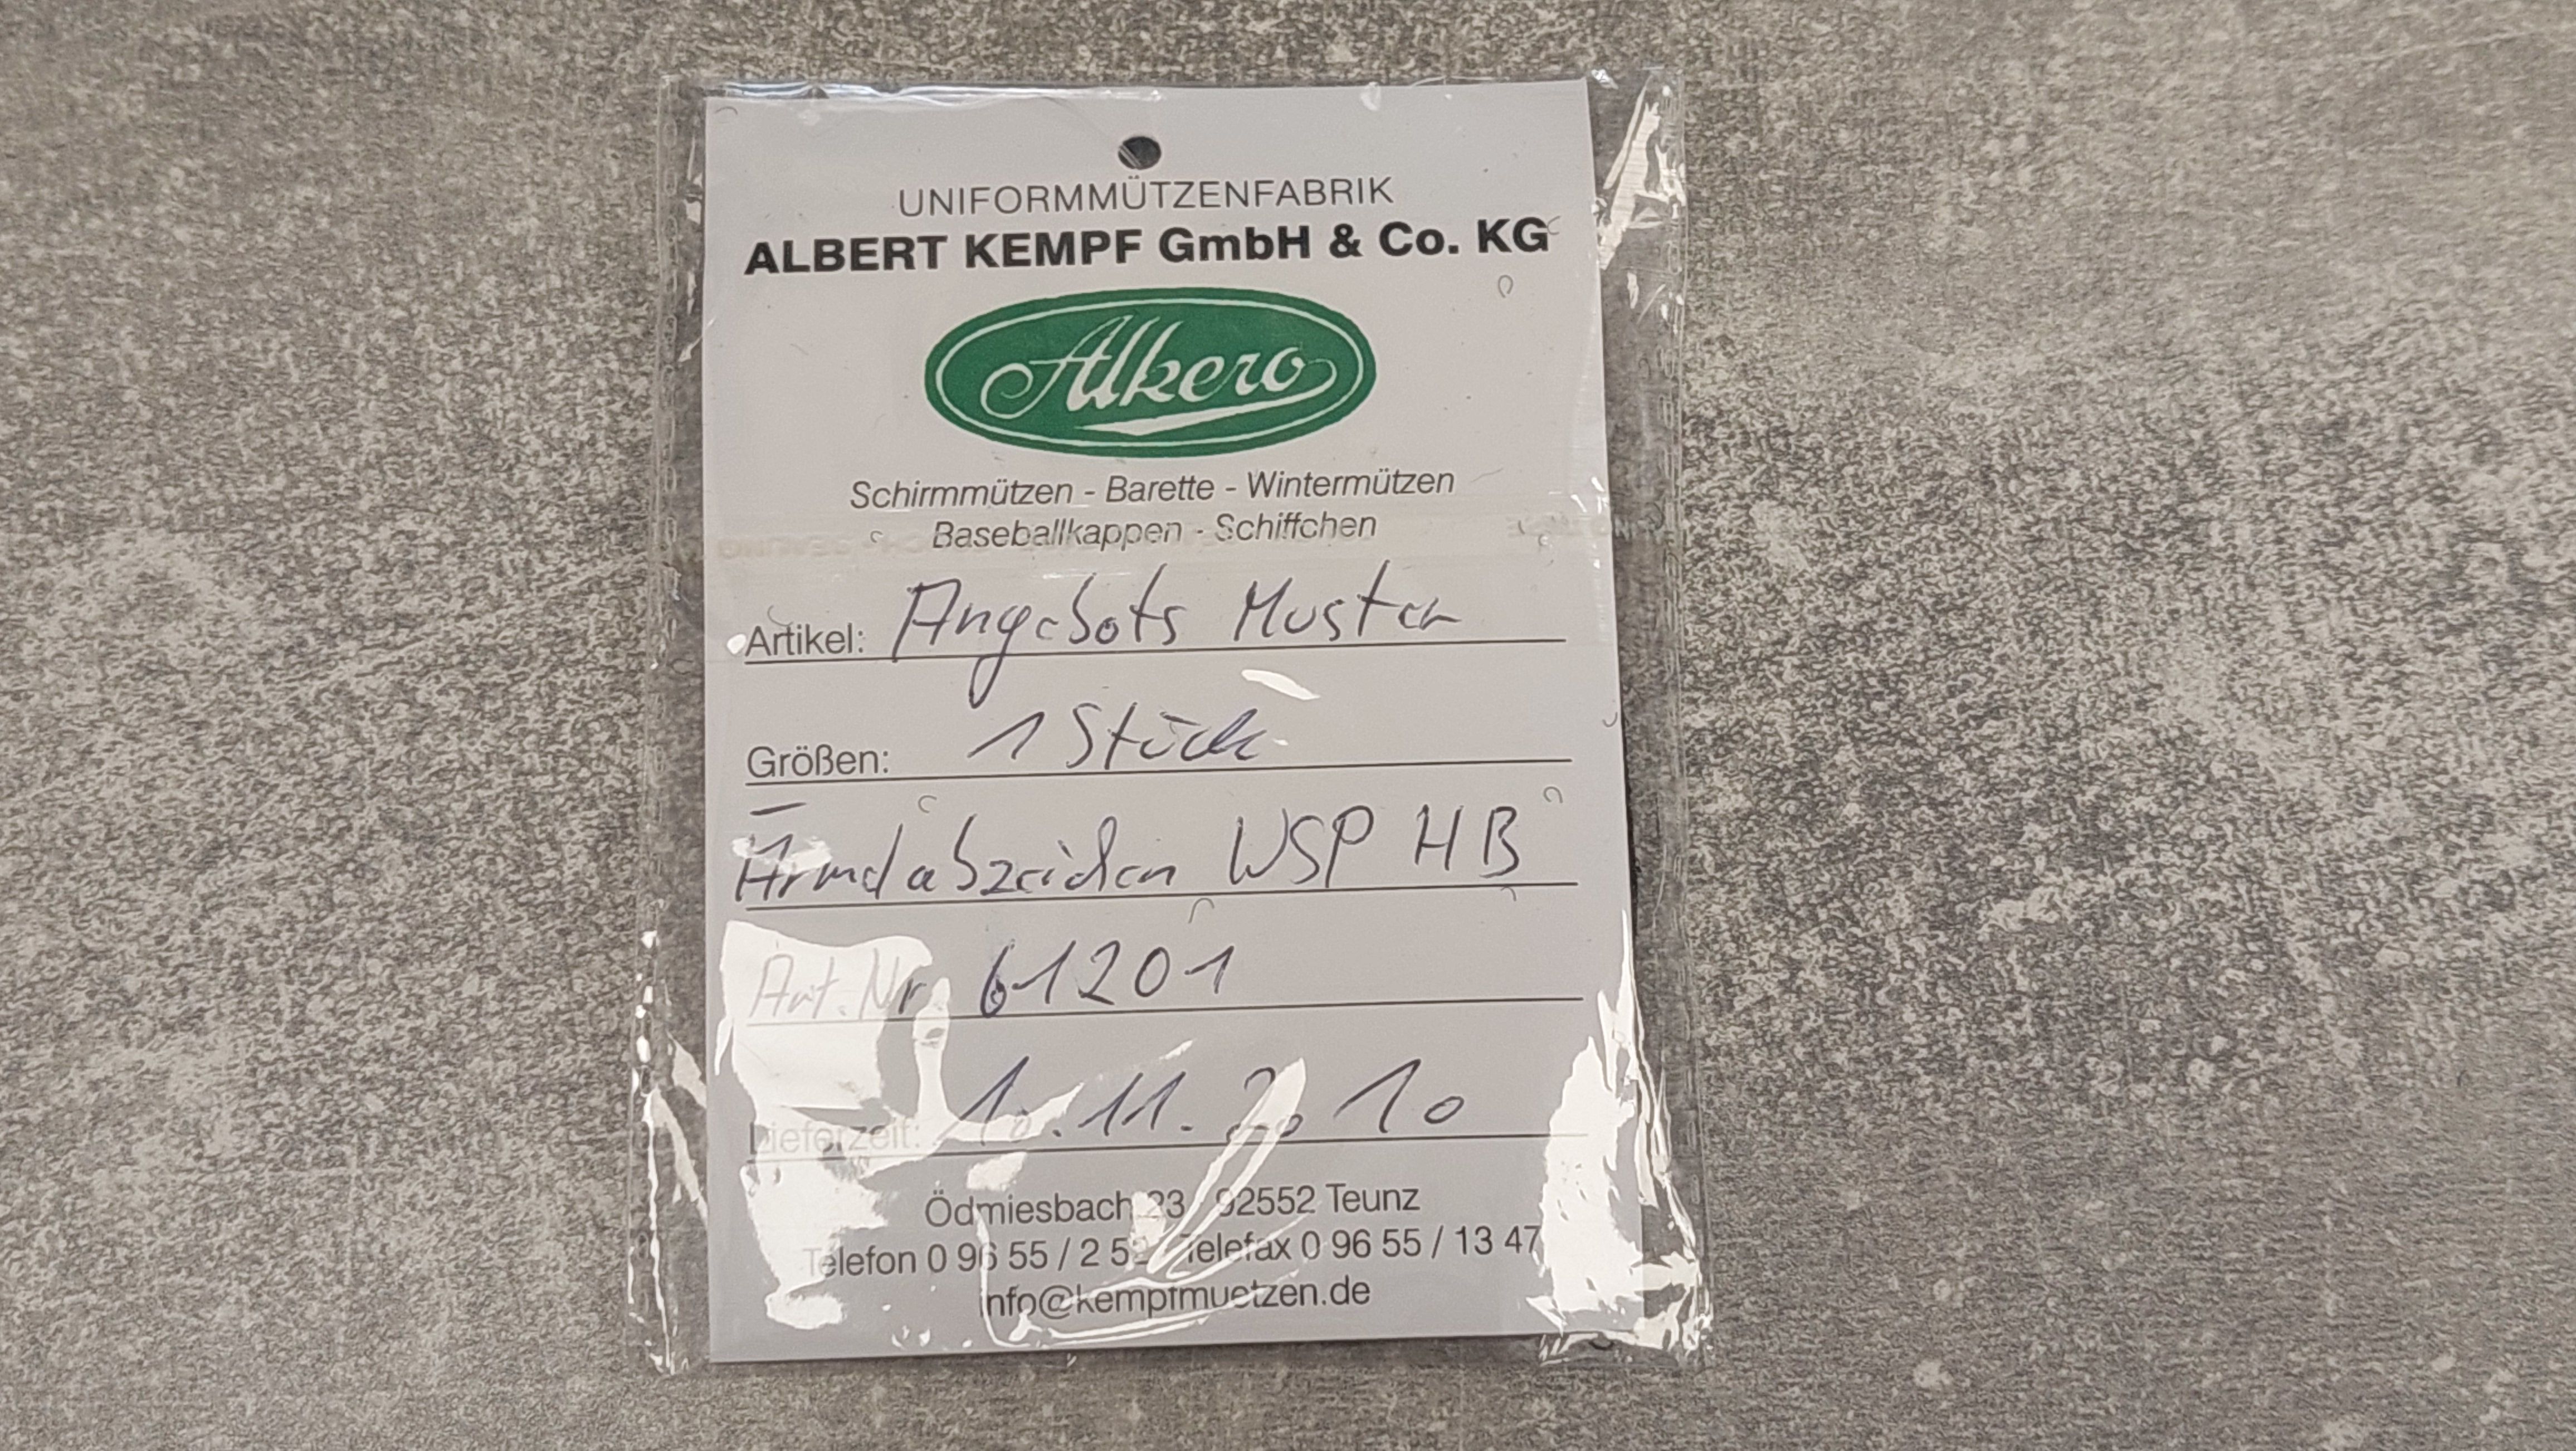 UNIFORMMÜTZENFABRIK
ALBERT KEMPF GmbH & Co. KG
Alkero
Schirmmützen - Barette - Wintermützen
Baseballkappen - Schiffchen
Artikel: Angebots Muster
Größen: 1 Stück
Ärmelabzeichen WSP HB
Art. Nr 61201
Lieferzeit: 10.11.2010
Ödmiesbach 23 92552 Teunz
Telefon 0 96 55 / 2 Telefax 0 96 55 / 13 47
info@kempfmuetzen.de